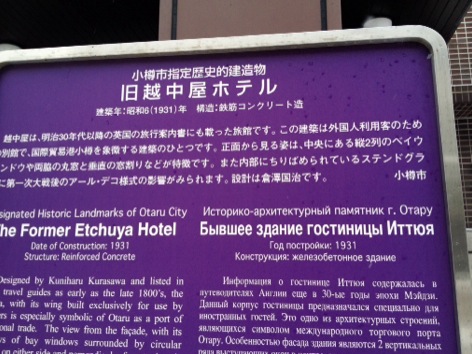 小樽市指定歴史的建造物
旧越中屋ホテル
建築年：昭和6(1931)年　構造：鉄筋コンクリート造
越中屋は、明治30年代以降の英国の旅行案内書にも載った旅館です。この建築は外国人利用客のため
の別館で、国際貿易港小樽を象徴する建築のひとつです。正面から見る姿は、中央にある縦2列のベイウ
ンドウや両脇の丸窓と垂直の窓割りなどが特徴です。また内部にちりばめられているステンドグラ
に第一次大戦後のアール・デコ様式の影響がみられます。設計は倉澤国治です。　小樽市
signated Historic Landmarks of Otaru City
The Former Etchuya Hotel
Date of Construction: 1931
Structure: Reinforced Concrete
Designed by Kuniharu Kurasawa and listed in
travel guides as early as the late 1800's, the
a, with its wing built exclusively for use by
ers is especially symbolic of Otaru as a port of
ional trade. The view from the façade, with its
ws of bay windows surrounded by circular
on either side and
Историко-архитектурный памятник г. Отару
Бывшее здание гостиницы Иттюя
Год постройки: 1931
Конструкция: железобетонное здание
Информация о гостинице Иттюя содержалась в
путеводителях Англии еще в 30-ые годы эпохи Мэйдзи.
Данный корпус гостиницы предназначался специально для
иностранных гостей. Это одно из архитектурных строений,
являющихся символом международного торгового порта
Отару. Особенностью фасада здания являются 2 вертикальных
ряда выступающих окон